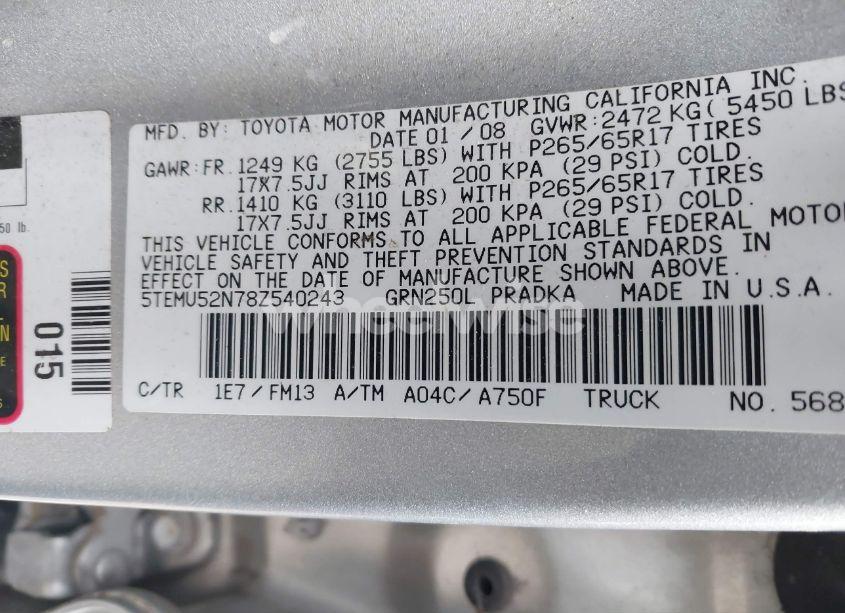 MFD. BY: TOYOTA MOTOR MANUFACTURING CALIFORNIA INC.
DATE 01 / 08 GVWR: 2472 KG( 5450 LBS
GAWR: FR. 1249 KG (2755 LBS) WITH P265/65R17 TIRES
17X7.5JJ RIMS AT 200 KPA (29 PSI) COLD.
RR. 1410 KG (3110 LBS) WITH P265/65R17 TIRES
17X7.5JJ RIMS AT 200 KPA (29 PSI) COLD.
THIS VEHICLE CONFORMS TO ALL APPLICABLE FEDERAL MOTOR
VEHICLE SAFETY AND THEFT PREVENTION STANDARDS IN
EFFECT ON THE DATE OF MANUFACTURE SHOWN ABOVE.
5TEMU52N78Z540243 GRN250L PRADKA MADE IN U.S.A.
wheelwise
C/TR 1E7 / FM13 A/TM A04C/ A750F TRUCK NO. 568
50 lb.
015